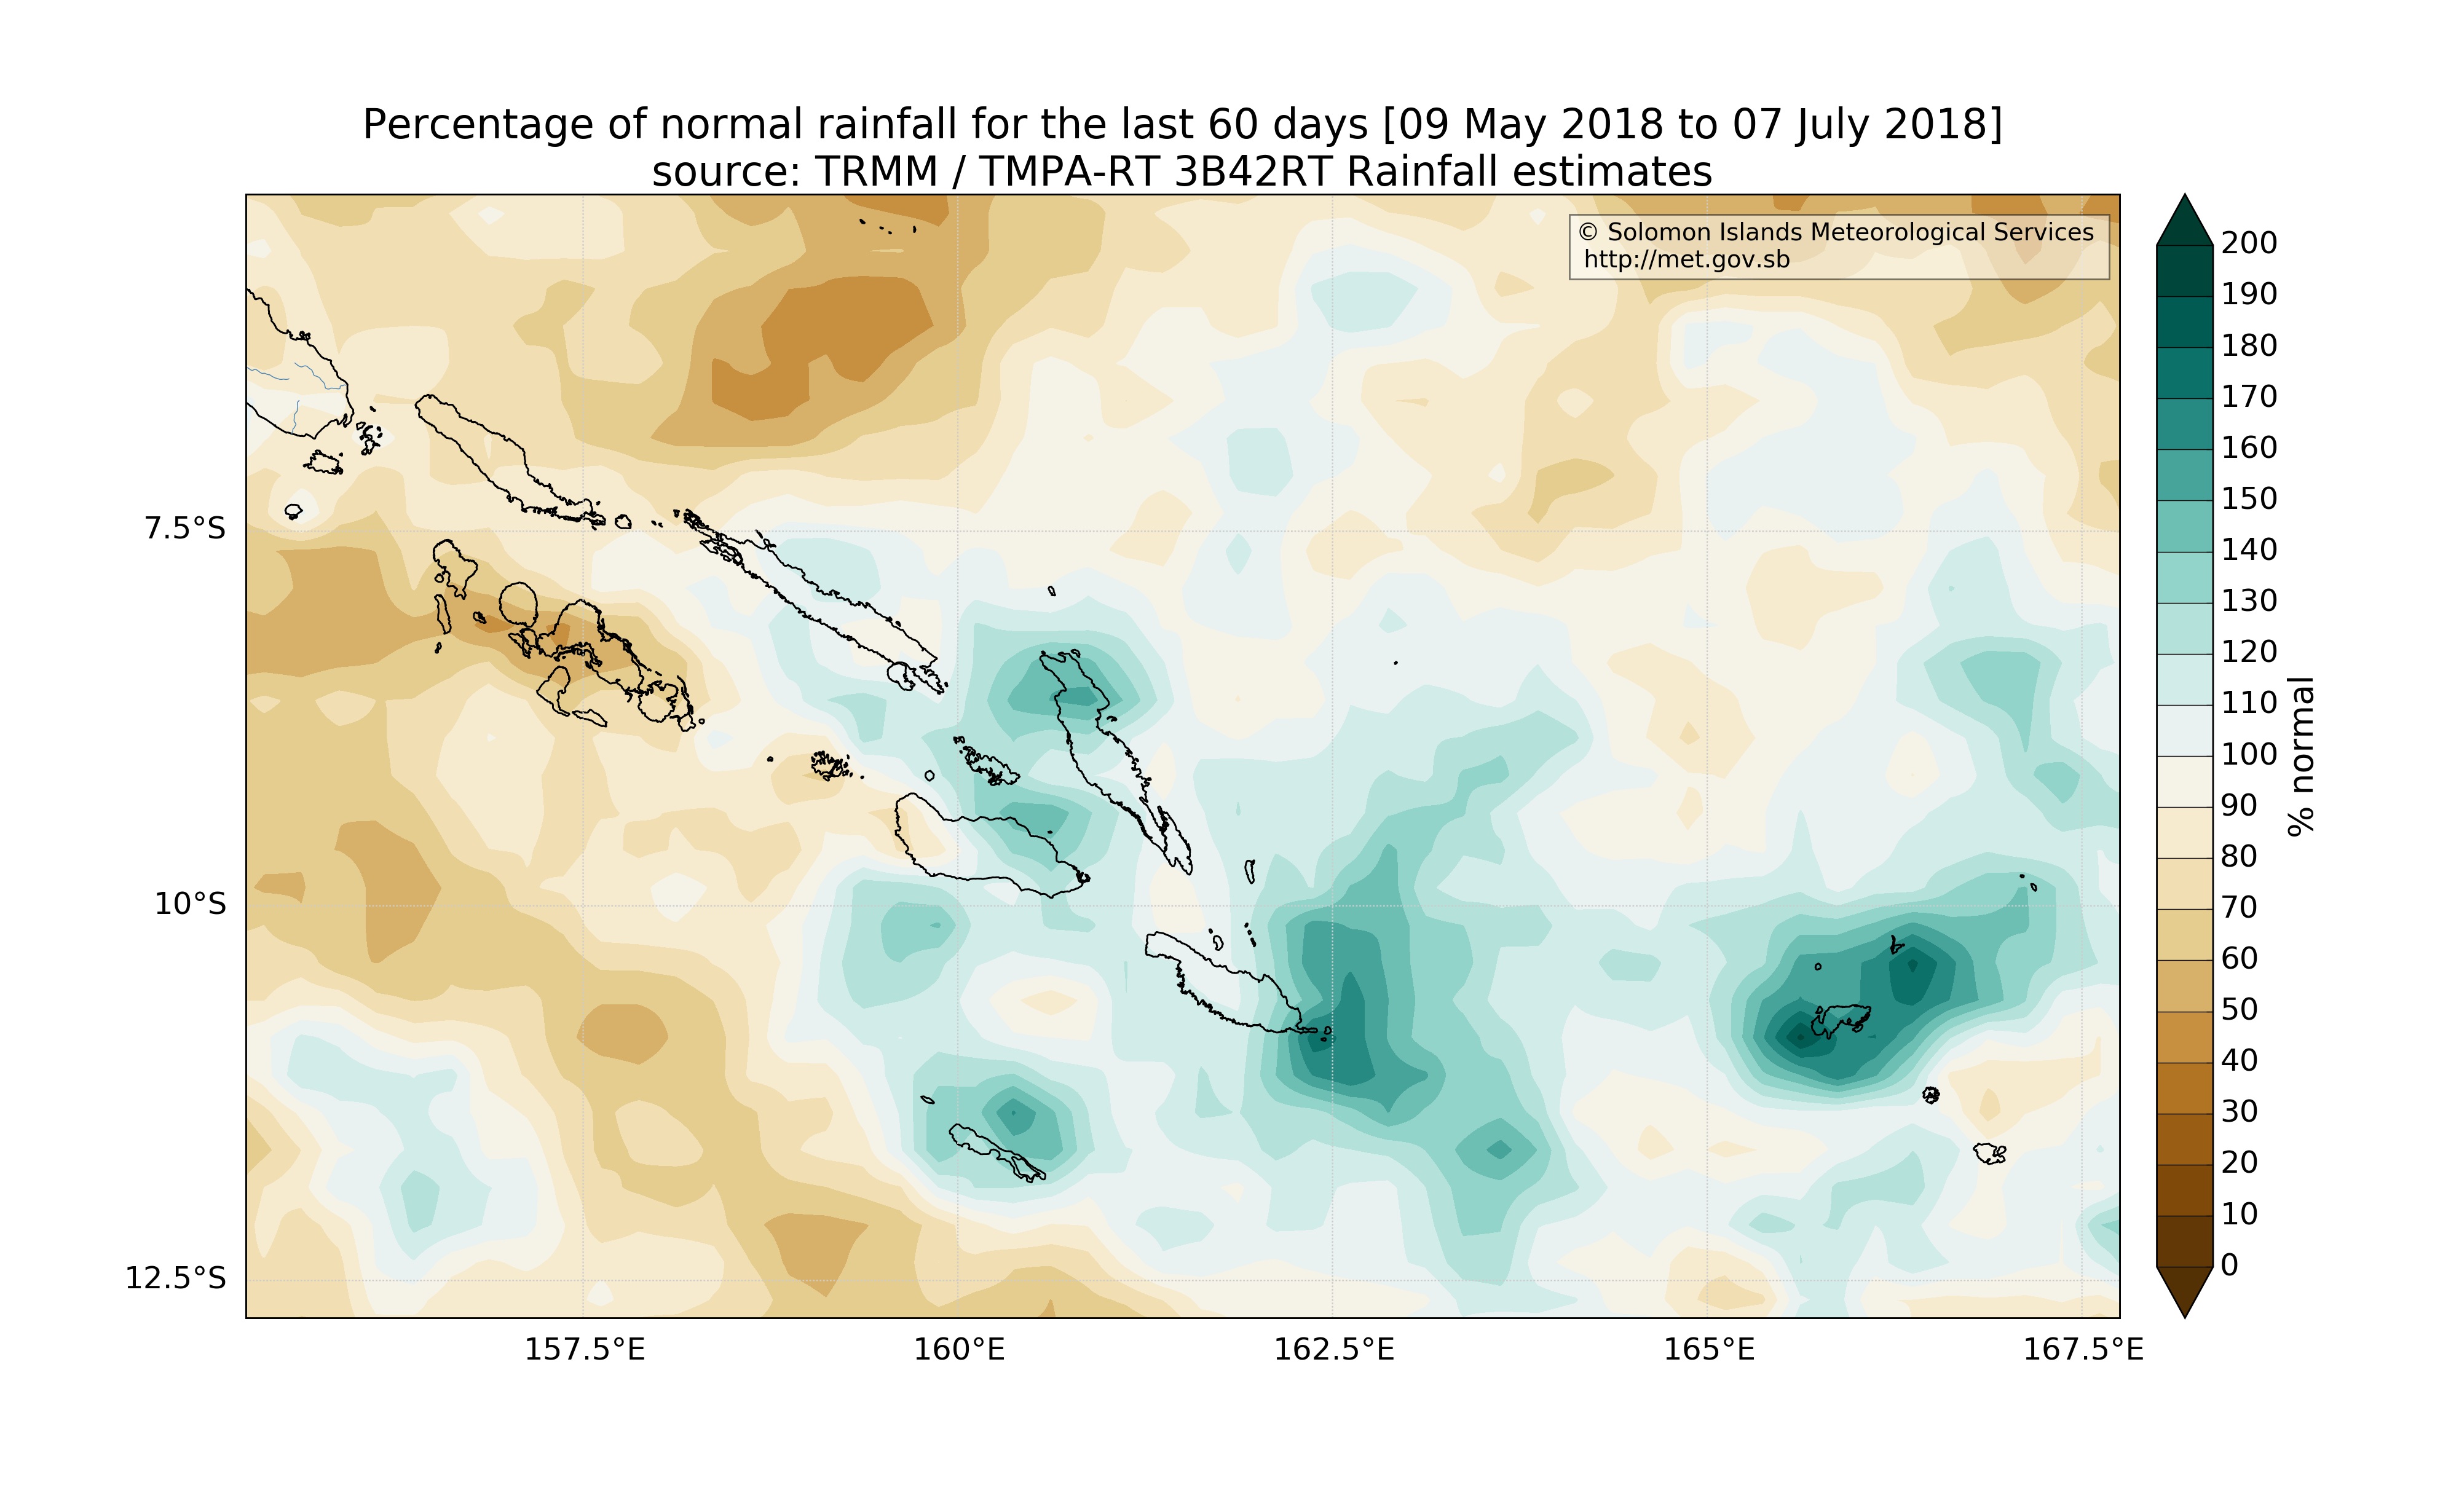 Percentage of normal rainfall for the last 60 days [09 May 2018 to 07 July 2018]
source: TRMM / TMPA-RT 3B42RT Rainfall estimates
© Solomon Islands Meteorological Services
http://met.gov.sb
7.5°S
10°S
12.5°S
157.5°E
160°E
162.5°E
165°E
167.5°E
200
190
180
170
160
150
140
130
120
110
100
90
80
70
60
50
40
30
20
10
0
% normal